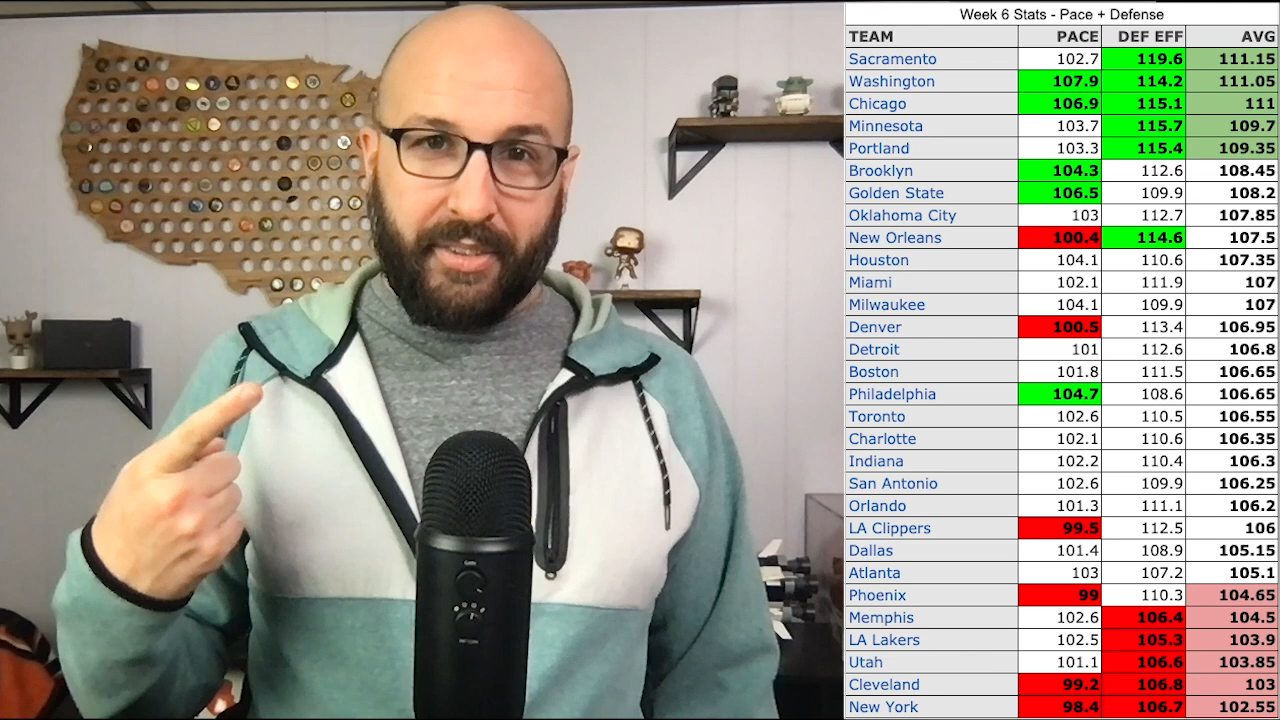 Week 6 Stats - Pace + Defense
TEAM PACE DEF EFF AVG
Sacramento 102.7 119.6 111.15
Washington 107.9 114.2 111.05
Chicago 106.9 115.1 111
Minnesota 103.7 115.7 109.7
Portland 103.3 115.4 109.35
Brooklyn 104.3 112.6 108.45
Golden State 106.5 109.9 108.2
Oklahoma City 103 112.7 107.85
New Orleans 100.4 114.6 107.5
Houston 104.1 110.6 107.35
Miami 102.1 111.9 107
Milwaukee 104.1 109.9 107
Denver 100.5 113.4 106.95
Detroit 101 112.6 106.8
Boston 101.8 111.5 106.65
Philadelphia 104.7 108.6 106.65
Toronto 102.6 110.5 106.55
Charlotte 102.1 110.6 106.35
Indiana 102.2 110.4 106.3
San Antonio 102.6 109.9 106.25
Orlando 101.3 111.1 106.2
LA Clippers 99.5 112.5 106
Dallas 101.4 108.9 105.15
Atlanta 103 107.2 105.1
Phoenix 99 110.3 104.65
Memphis 102.6 106.4 104.5
LA Lakers 102.5 105.3 103.9
Utah 101.1 106.6 103.85
Cleveland 99.2 106.8 103
New York 98.4 106.7 102.55